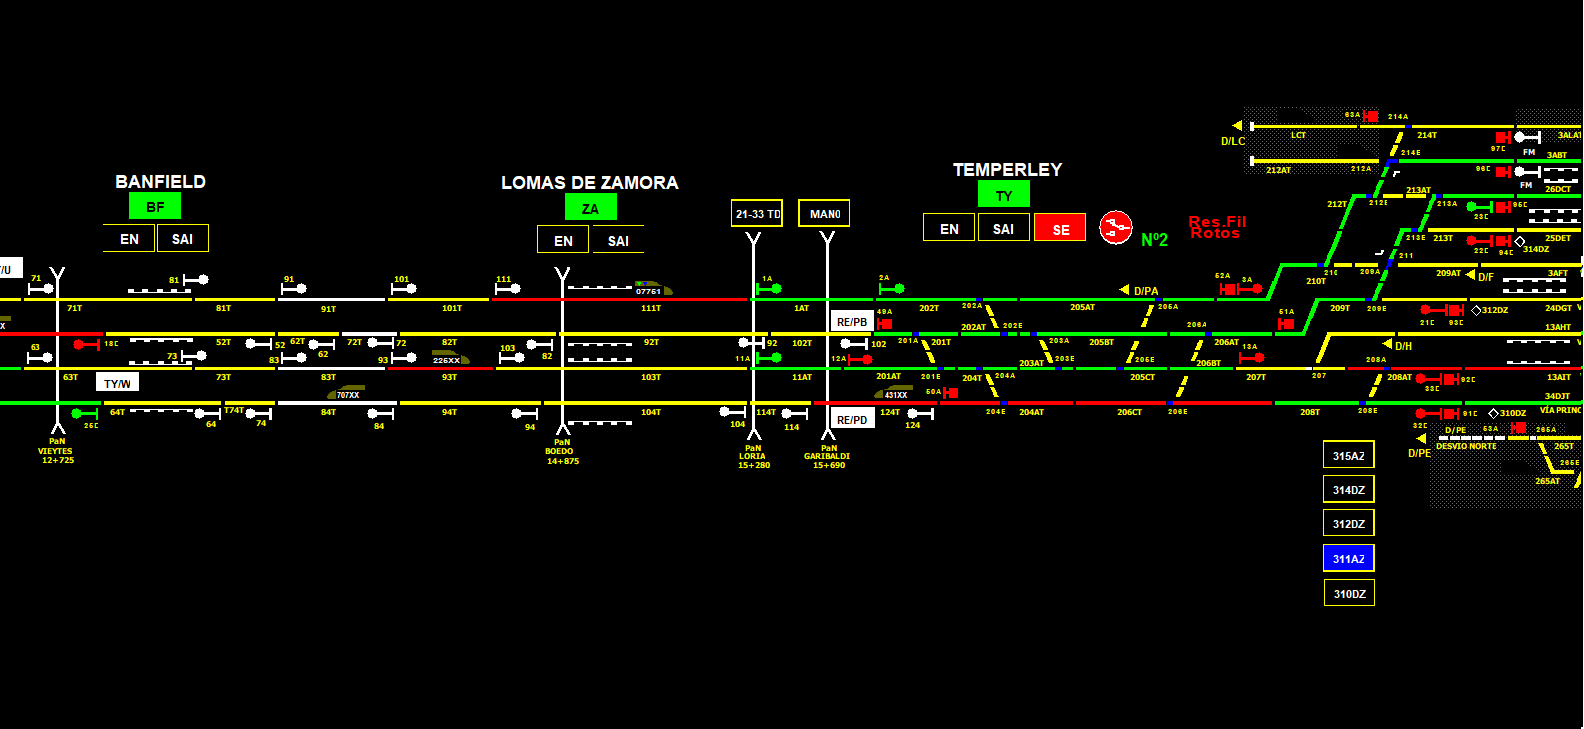 63A
214A
D/LC
LCT
214T
97C
FM
3ALAT
214E
3ABT
212AT
212A
96C
FM
TEMPERLEY
BANFIELD
LOMAS DE ZAMORA
TY
BF
ZA
213AT
26DCT
212T
212E
213A
23C
95C
21-33 TD
EN
SAI
SE
Nº2
Res.Fil
Rotos
EN
SAI
EN
SAI
213E
213T
25DET
22C
94C
314DZ
211
T/U
71
81
91
101
111
07761
1A
2A
52A
3A
210
209A
209AT
D/F
3AFT
210T
D/PA
71T
81T
91T
101T
111T
1AT
202T
202A
205AT
205A
209T
209E
24DGT
XX
RE/PB
49A
51A
21C
93C
312DZ
202AT
202E
206A
13AHT
18C
52T
52
62T
62
72T
72
82T
82
92T
92
102T
102
201A
201T
203A
205BT
206AT
D/H
63
73
83
93
226XX
103
11A
12A
203AT
203E
205E
206BT
13A
208A
63T
TY/W
73T
83T
93T
103T
11AT
201AT
201E
204T
204A
205CT
207T
207
208AT
33C
92C
13AIT
707XX
431XX
50A
34DJT
26C
64T
64
T74T
74
84T
84
94T
94
104T
104
114T
114
RE/PD
124T
124
204E
204AT
206CT
206E
208T
208E
32C
91C
310DZ
VÍA PRINC
PaN
VIEYTES
12+725
PaN
BOEDO
14+875
PaN
LORIA
15+280
PaN
GARIBALDI
15+690
D/PE
53A
265A
D/PE
DESVIO NORTE
265T
265E
265AT
315AZ
314DZ
312DZ
311AZ
310DZ